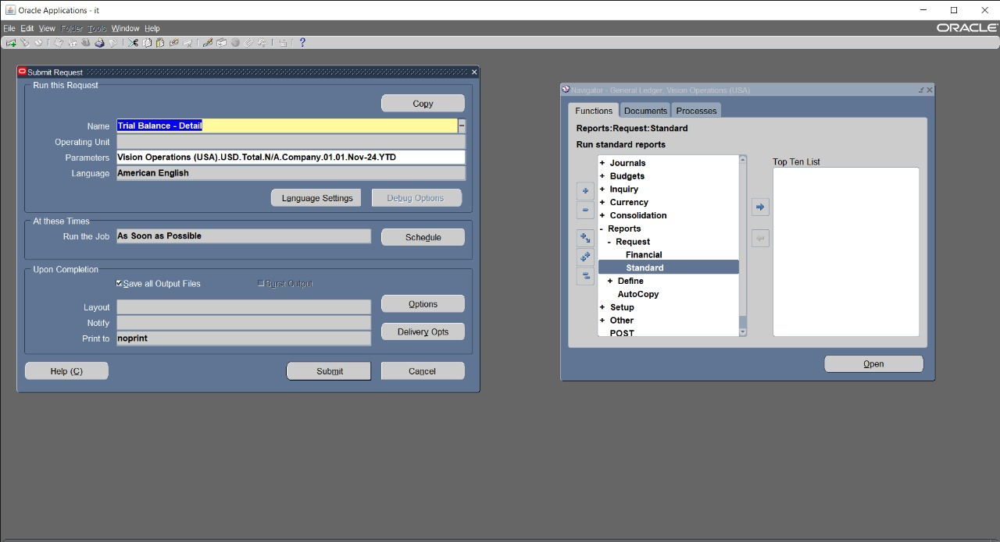 Oracle Applications - it
File Edit View Folder Tools Window Help
ORACLE
Submit Request
Run this Request
Copy
Name Trial Balance - Detail
Operating Unit
Parameters Vision Operations (USA).USD.Total.N/A.Company.01.01.Nov-24.YTD
Language American English
Language Settings Debug Options
At these Times
Run the Job As Soon as Possible Schedule
Upon Completion
Save all Output Files Burst Output
Layout Options
Notify
Print to noprint Delivery Opts
Help (C) Submit Cancel
Navigator - General Ledger, Vision Operations (USA)
Functions Documents Processes
Reports:Request:Standard
Run standard reports
+ Journals
+ Budgets
+ Inquiry
+ Currency
+ Consolidation
- Reports
- Request
Financial
Standard
+ Define
AutoCopy
+ Setup
+ Other
POST
Top Ten List
Open